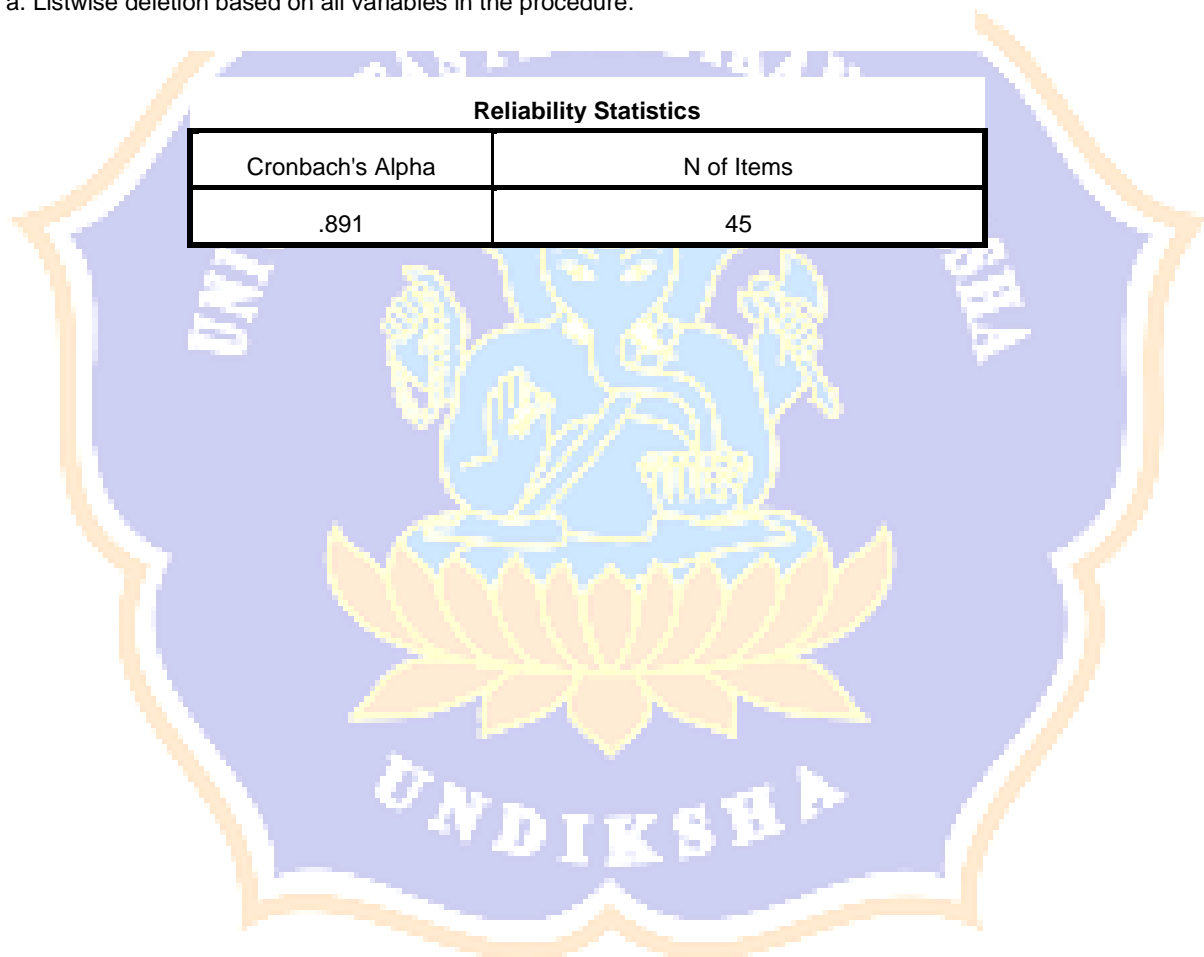 a. Listwise deletion based on all variables in the procedure.
Reliability Statistics
Cronbach's Alpha N of Items
.891 45
UNDIKSHA